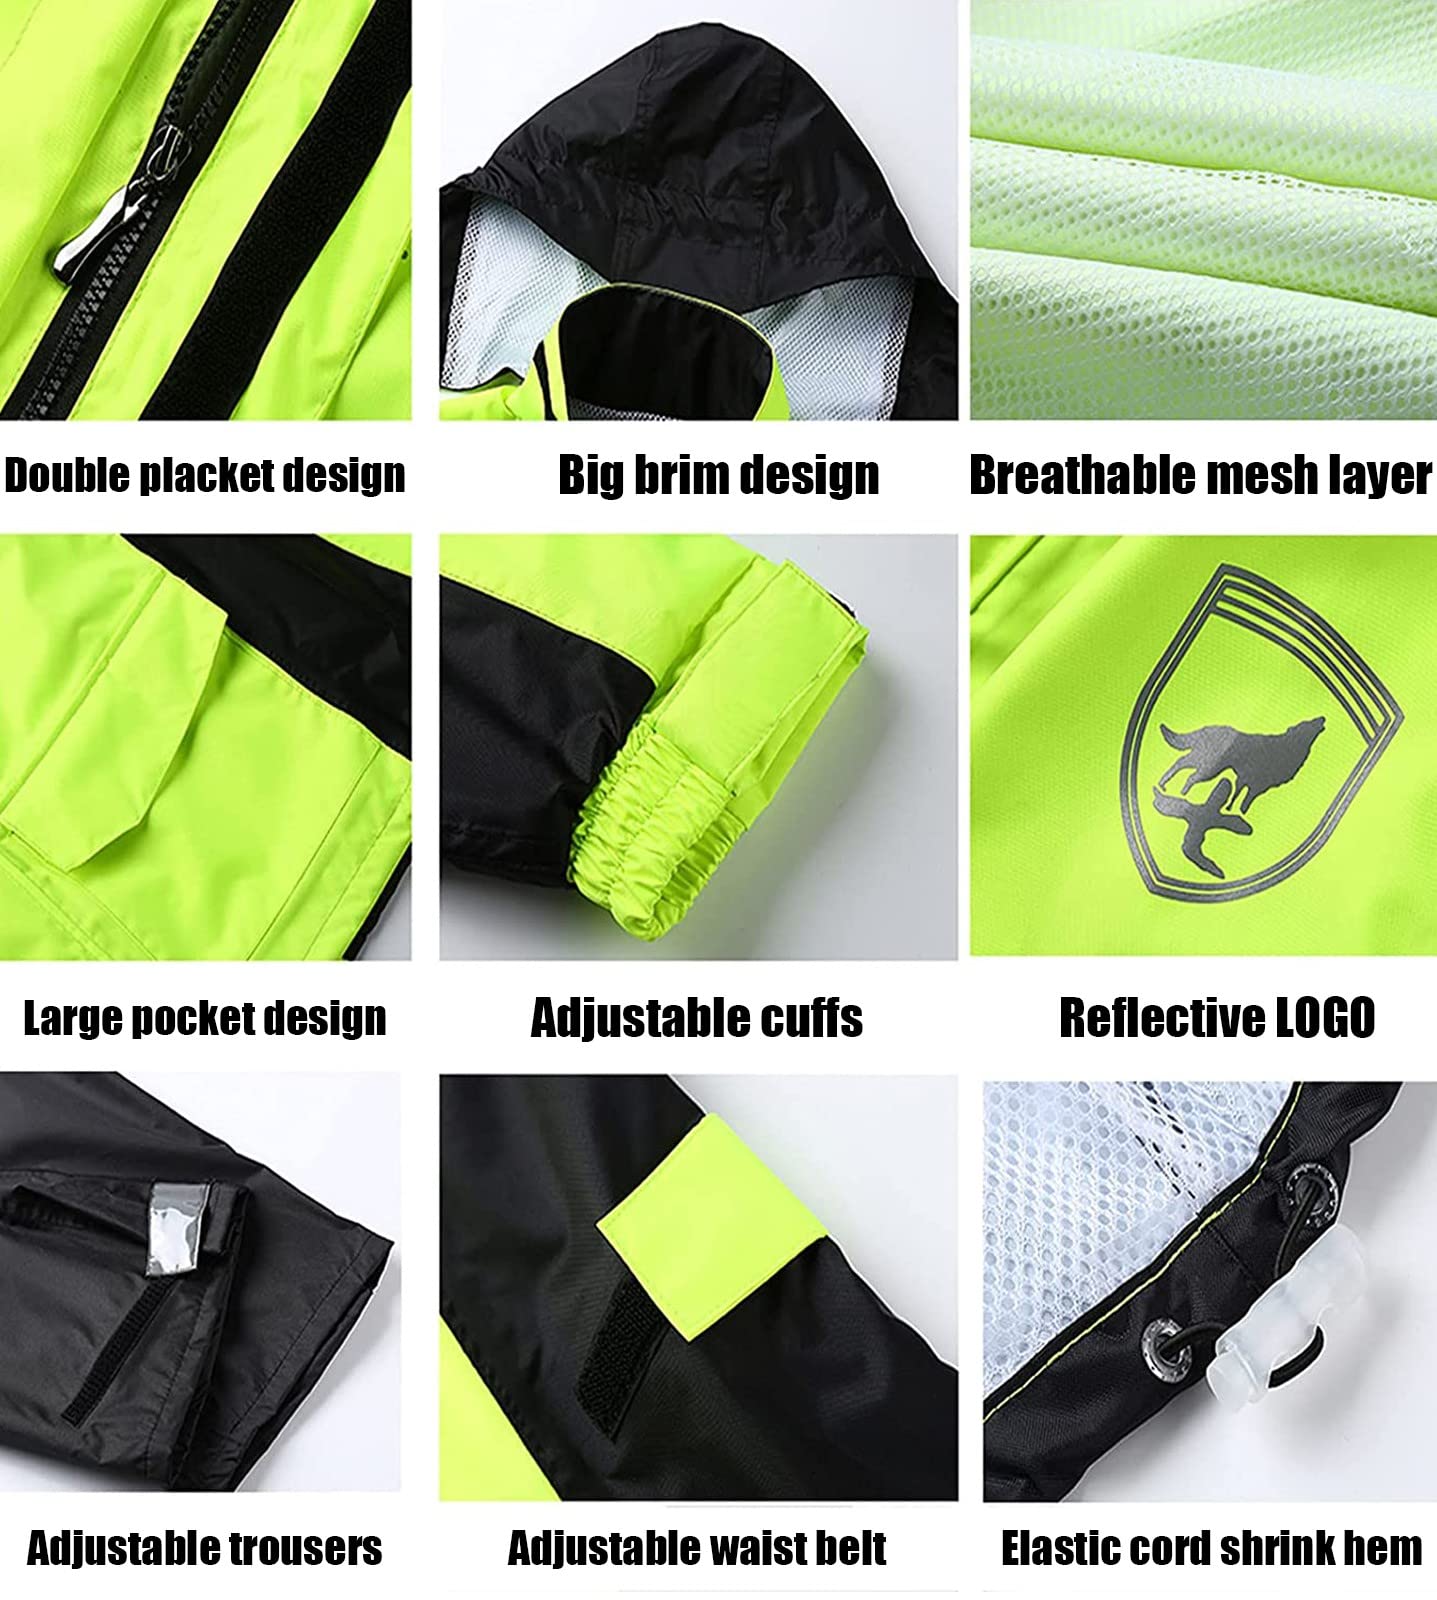 Double placket design
Big brim design
Breathable mesh layer
Large pocket design
Adjustable cuffs
Reflective LOGO
Adjustable trousers
Adjustable waist belt
Elastic cord shrink hem